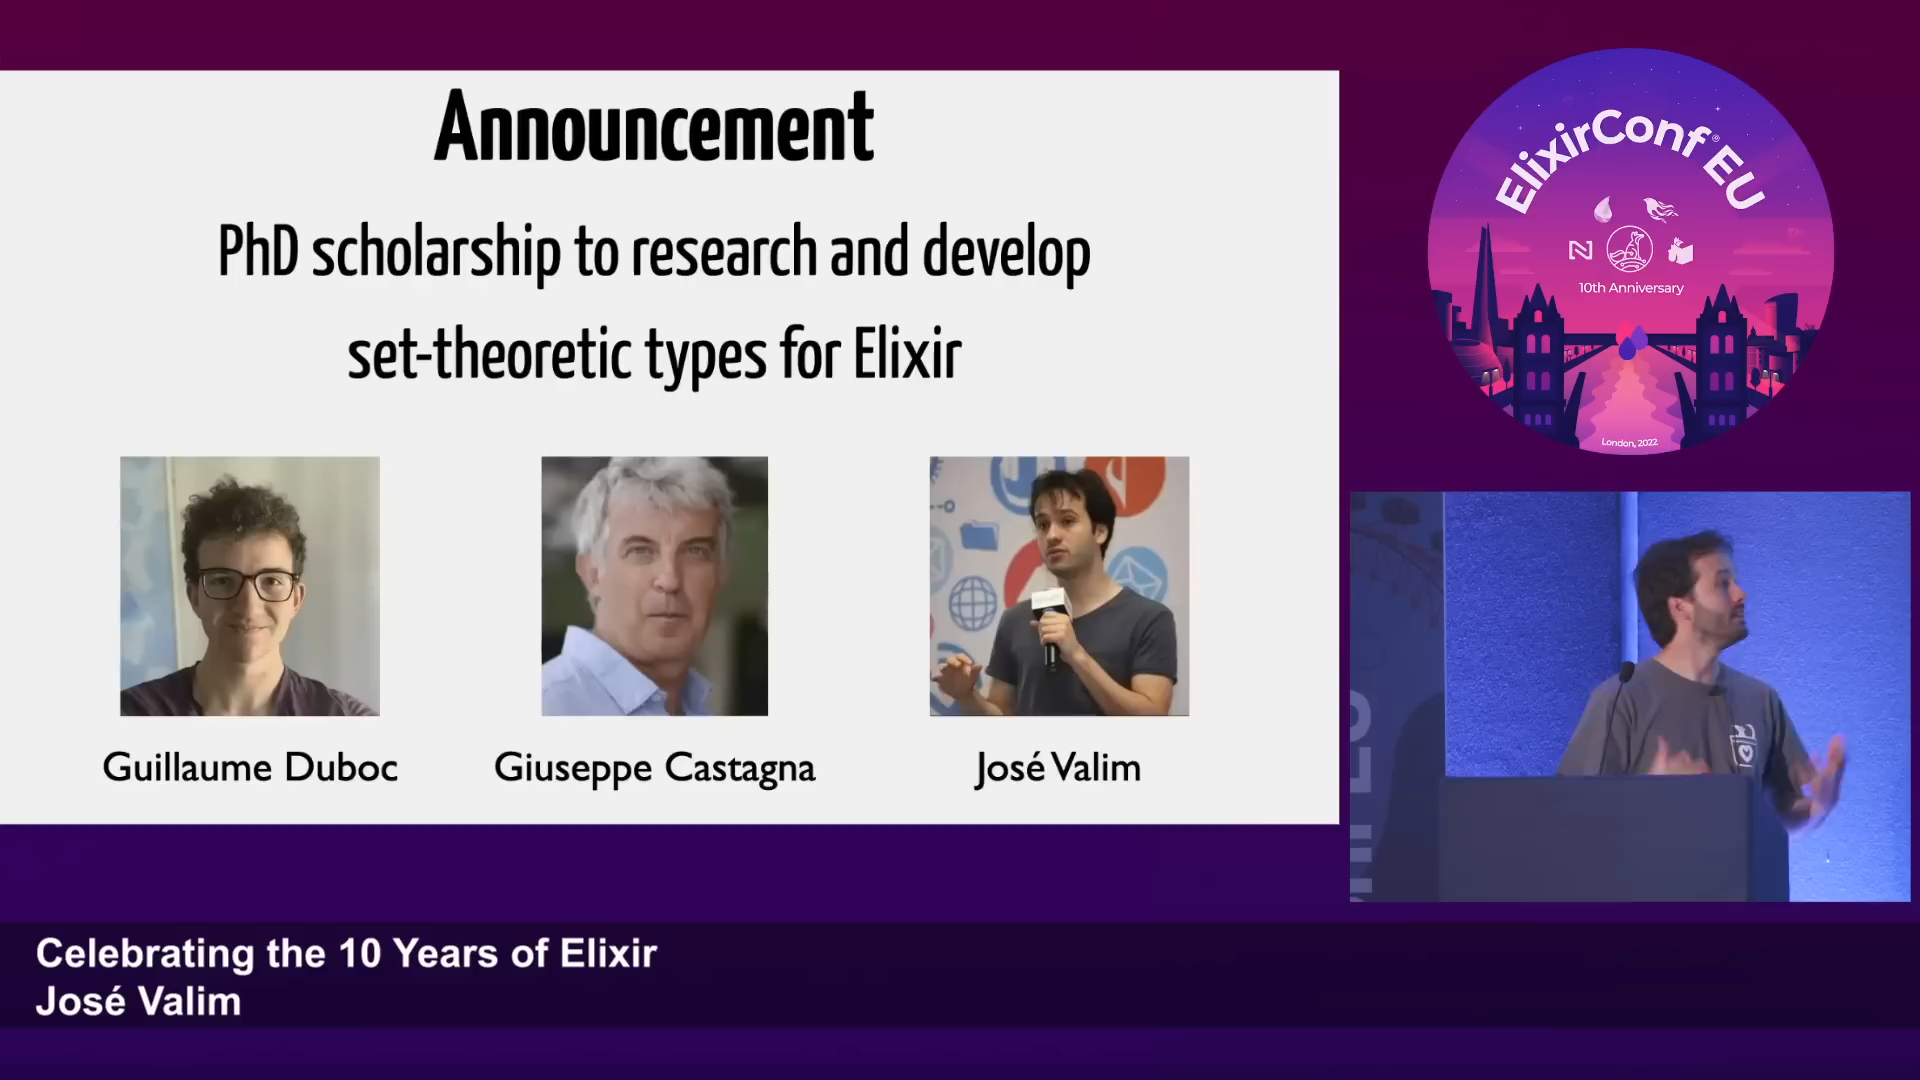 Announcement
PhD scholarship to research and develop
set-theoretic types for Elixir
Guillaume Duboc
Giuseppe Castagna
José Valim
ElixirConf® EU
10th Anniversary
London, 2022
Celebrating the 10 Years of Elixir
José Valim